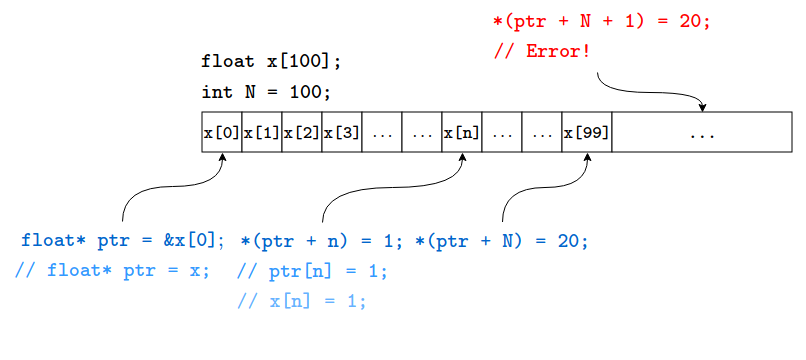 *(ptr + N + 1) = 20;
// Error!
float x[100];
int N = 100;
x[0] x[1] x[2] x[3] ... ... x[n] ... ... x[99] ...
float* ptr = &x[0]; *(ptr + n) = 1; *(ptr + N) = 20;
// float* ptr = x; // ptr[n] = 1;
// x[n] = 1;